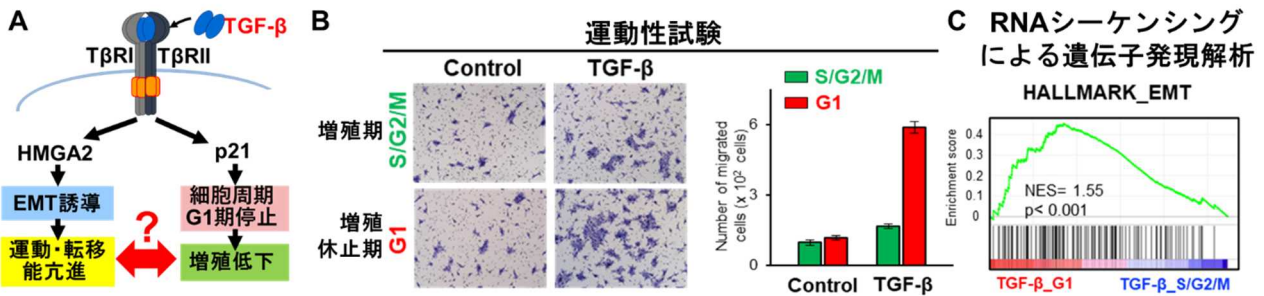 A
TGF-β
TβRI
TβRII
HMGA2
p21
EMT誘導
細胞周期
G1期停止
?
運動・転移
能亢進
増殖低下
B
運動性試験
Control
TGF-β
増殖期
S/G2/M
増殖
休止期
G1
S/G2/M
G1
Number of migrated
cells (x 10² cells)
6
3
0
Control
TGF-β
C
RNAシーケンシング
による遺伝子発現解析
HALLMARK_EMT
Enrichment score
0.4
0.3
0.2
0.1
0
NES= 1.55
p< 0.001
TGF-β_G1
TGF-β_S/G2/M